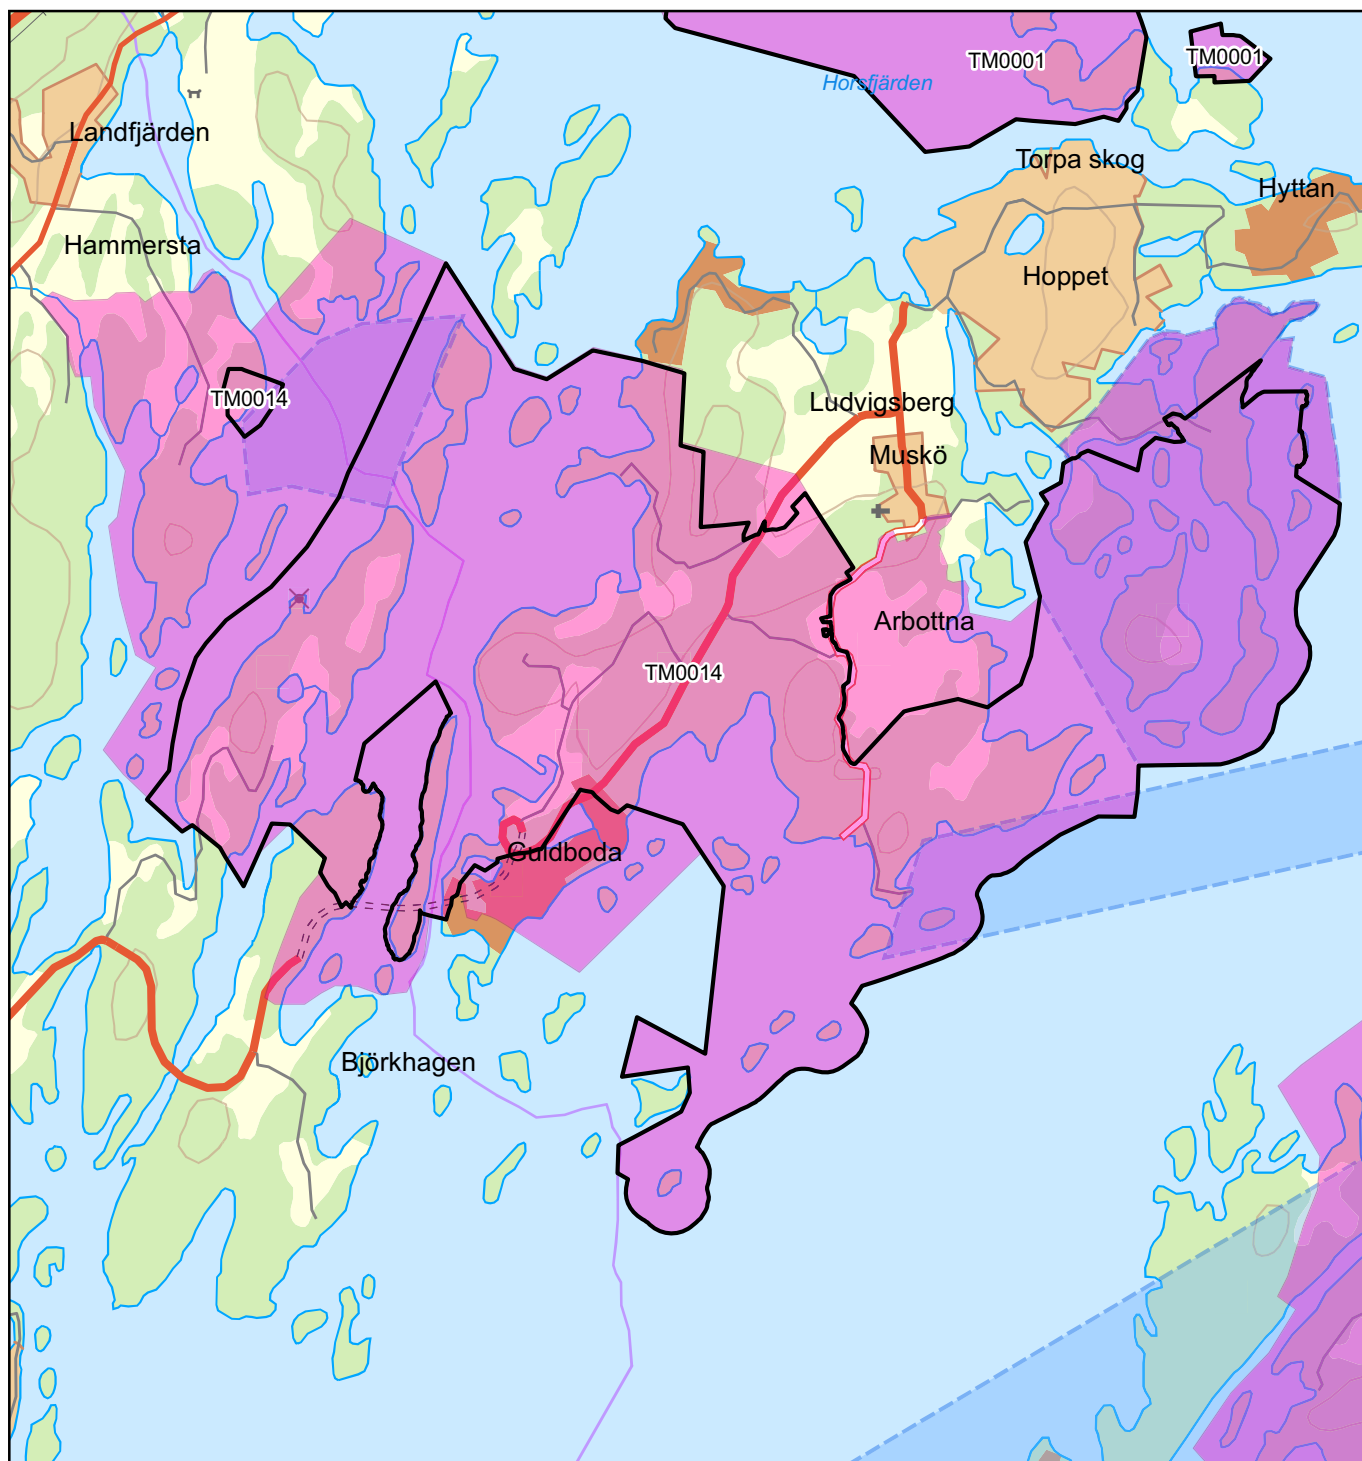 TM0001
TM0001
Horsfjärden
Landfjärden
Torpa skog
Hyttan
Hammersta
Hoppet
TM0014
Ludvigsberg
Muskö
Arbottna
TM0014
Guldboda
Björkhagen